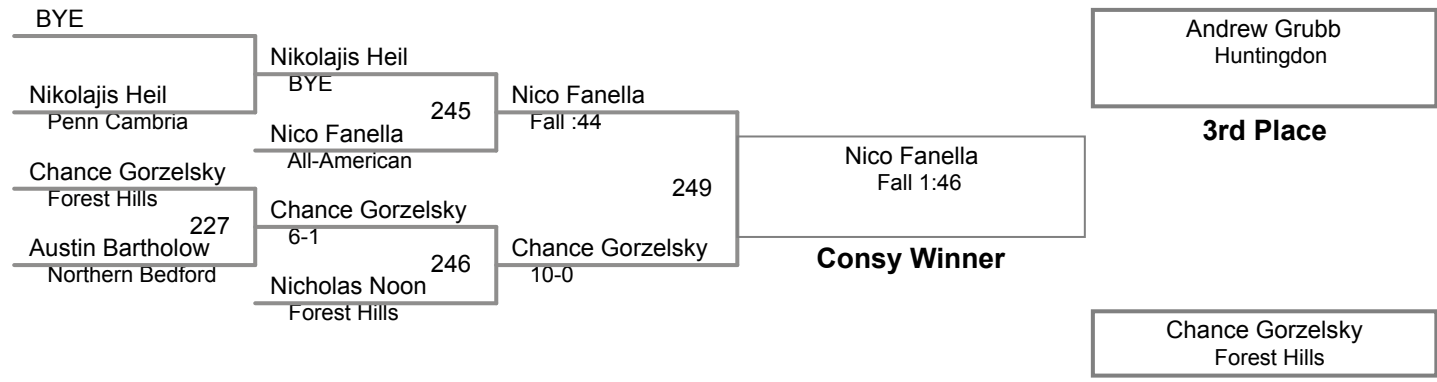 BYE
Nikolajis Heil
Penn Cambria
Chance Gorzelsky
Forest Hills
227
Austin Bartholow
Northern Bedford
Nikolajis Heil
BYE
245
Nico Fanella
All-American
Chance Gorzelsky
6-1
246
Nicholas Noon
Forest Hills
Nico Fanella
Fall :44
249
Chance Gorzelsky
10-0
Nico Fanella
Fall 1:46
Consy Winner
Andrew Grubb
Huntingdon
3rd Place
Chance Gorzelsky
Forest Hills